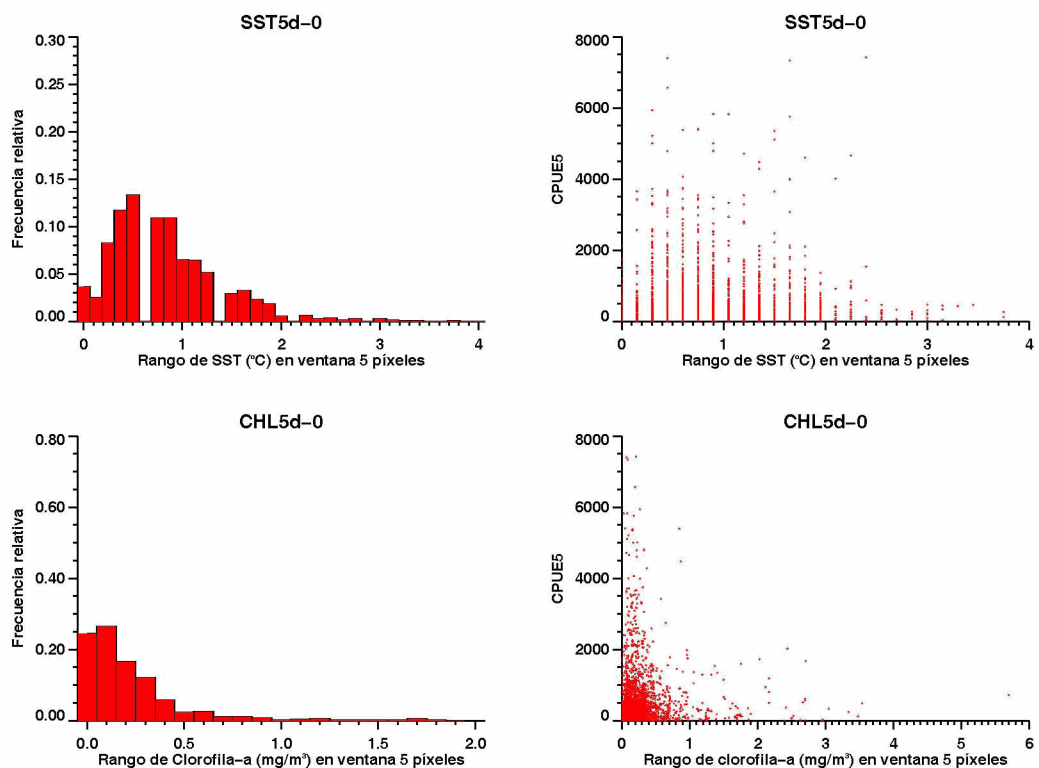 SST5d–0
0.30
0.25
0.20
0.15
0.10
0.05
0.00
Frecuencia relativa
0 1 2 3 4
Rango de SST (°C) en ventana 5 píxeles
SST5d–0
8000
6000
4000
2000
0
CPUE5
0 1 2 3 4
Rango de SST (°C) en ventana 5 píxeles
CHL5d–0
0.80
0.60
0.40
0.20
0.00
Frecuencia relativa
0.0 0.5 1.0 1.5 2.0
Rango de Clorofila–a (mg/m³) en ventana 5 píxeles
CHL5d–0
8000
6000
4000
2000
0
CPUE5
0 1 2 3 4 5 6
Rango de clorofila–a (mg/m³) en ventana 5 píxeles